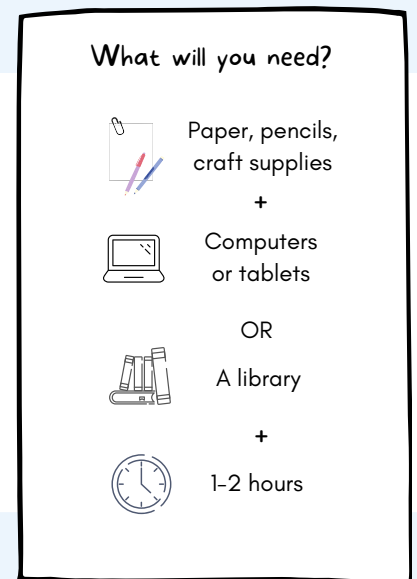 What will you need?
Paper, pencils,
craft supplies
+
Computers
or tablets
OR
A library
+
1-2 hours